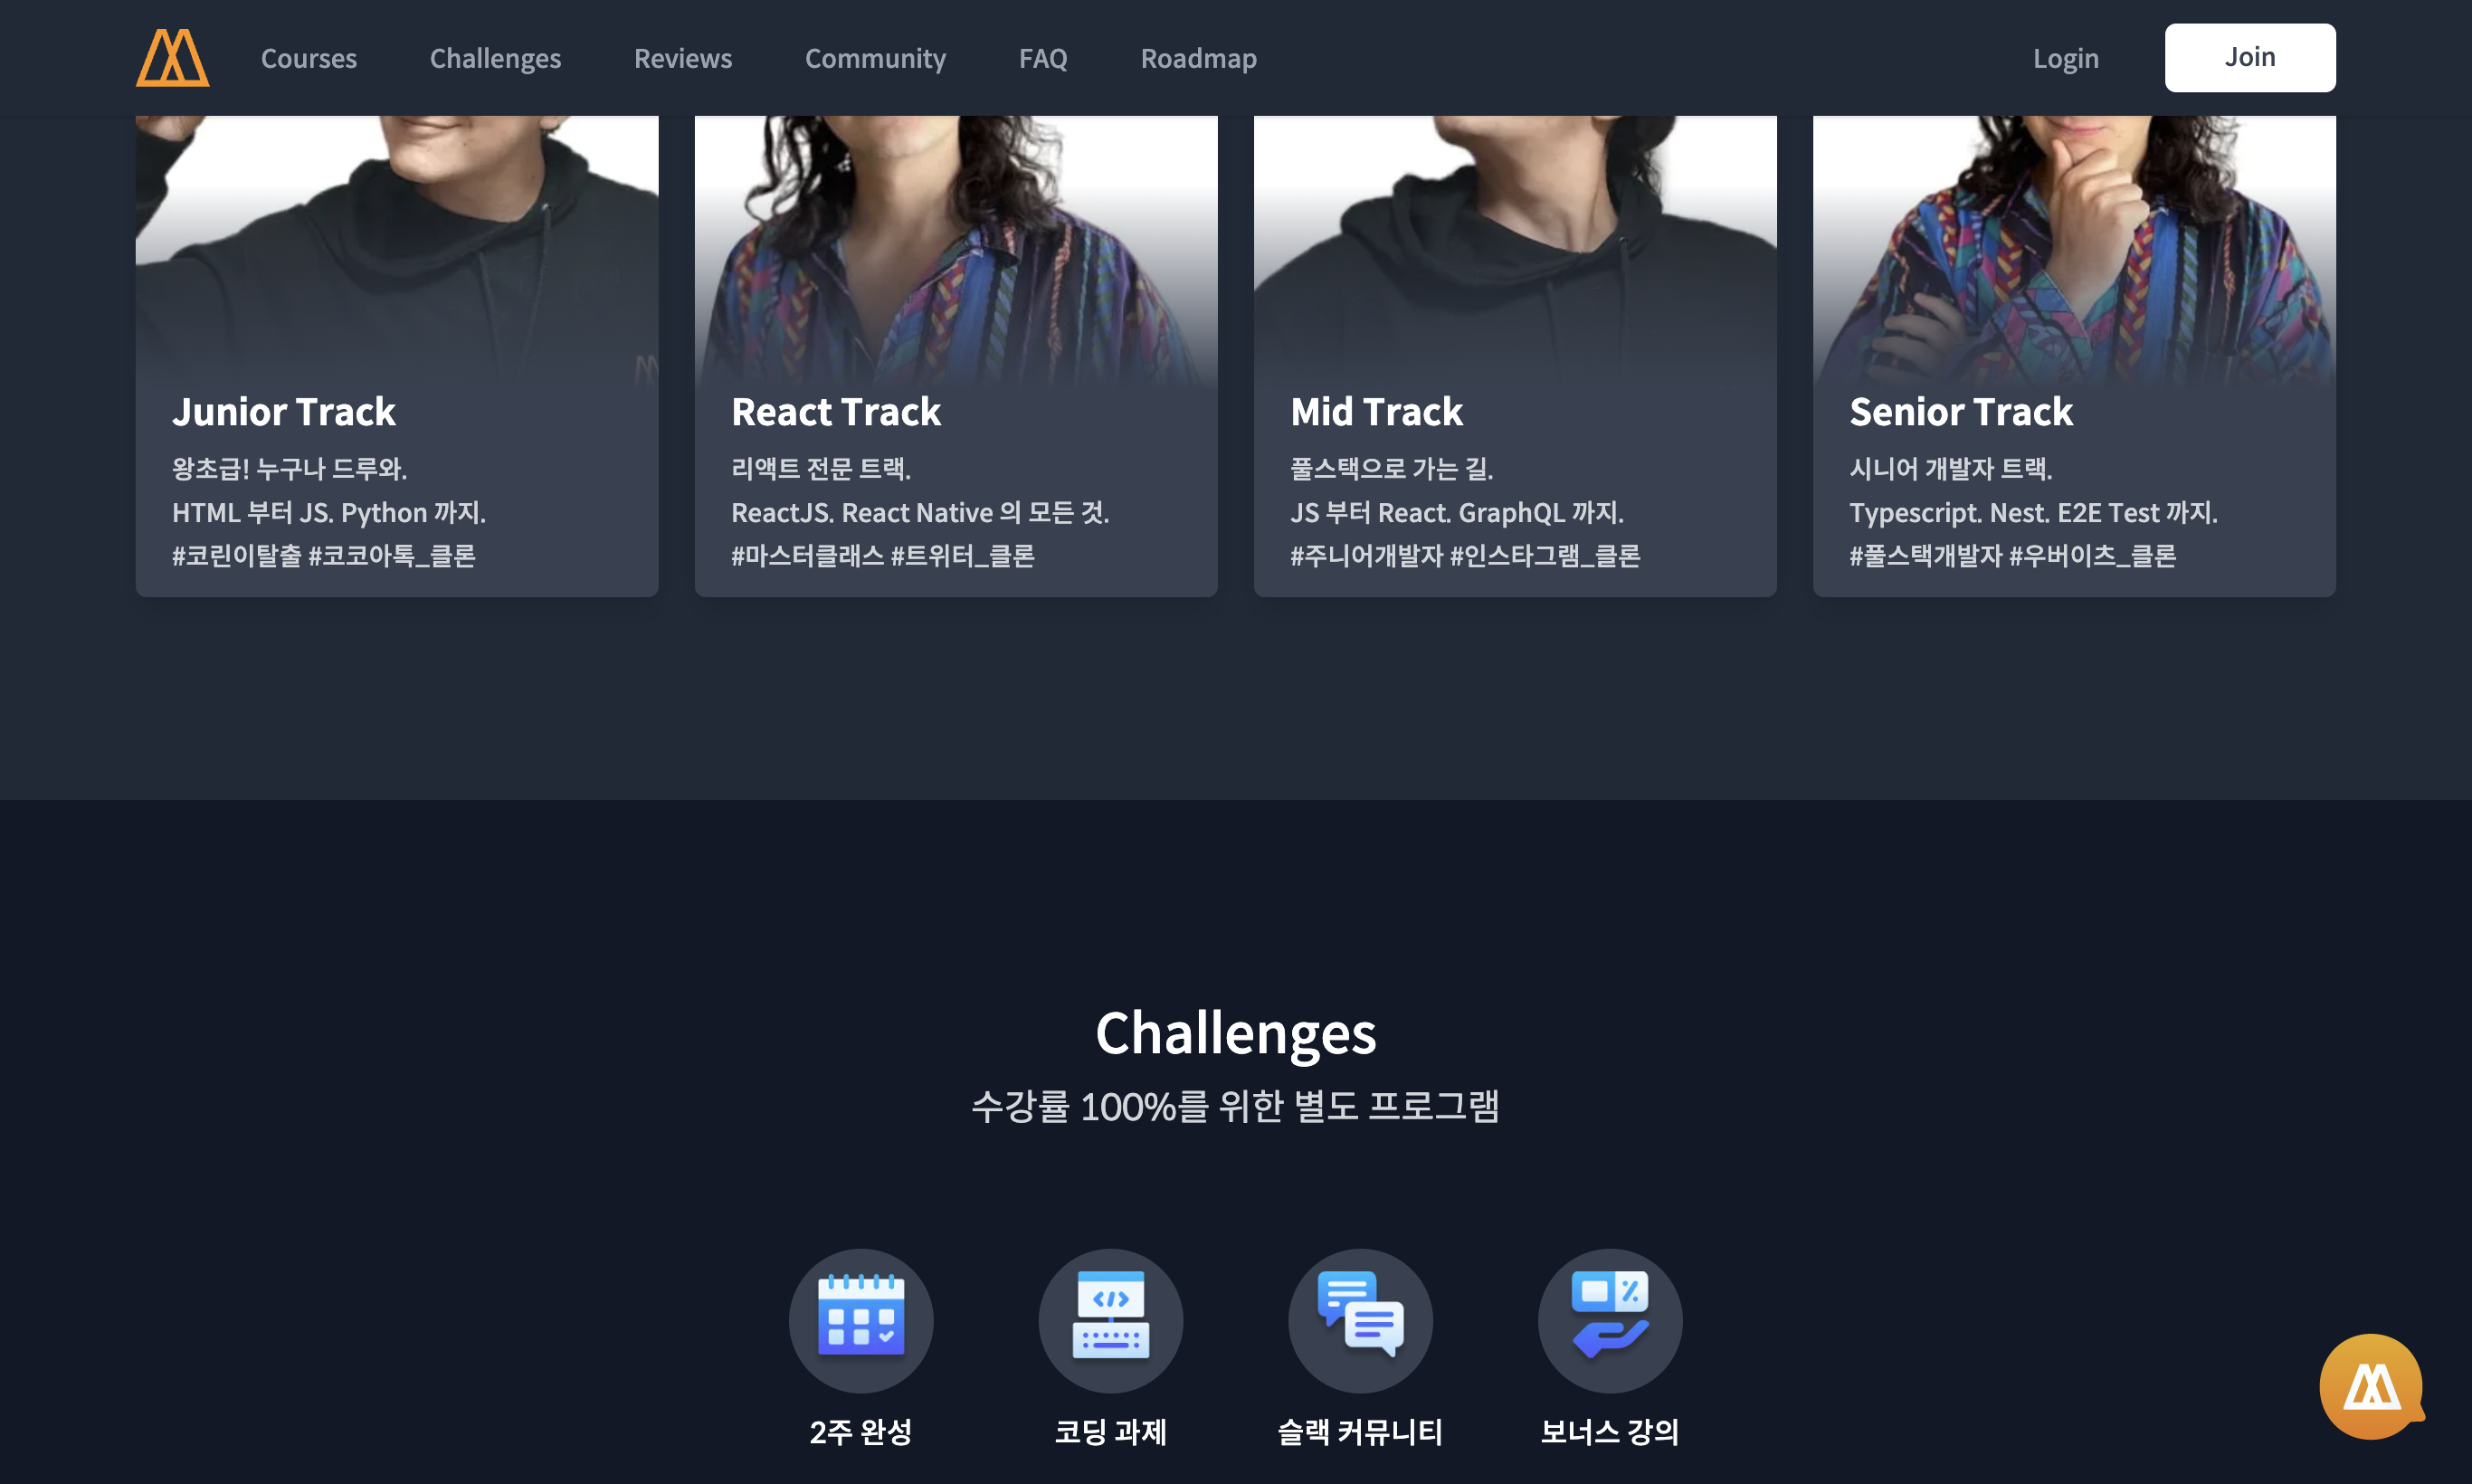 Courses
Challenges
Reviews
Community
FAQ
Roadmap
Login
Join
Junior Track
왕초급! 누구나 드루와.
HTML 부터 JS. Python 까지.
#코린이탈출 #코코아톡_클론
React Track
리액트 전문 트랙.
ReactJS. React Native 의 모든 것.
#마스터클래스 #트위터_클론
Mid Track
풀스택으로 가는 길.
JS 부터 React. GraphQL 까지.
#주니어개발자 #인스타그램_클론
Senior Track
시니어 개발자 트랙.
Typescript. Nest. E2E Test 까지.
#풀스택개발자 #우버이츠_클론
Challenges
수강률 100%를 위한 별도 프로그램
2주 완성
코딩 과제
슬랙 커뮤니티
보너스 강의